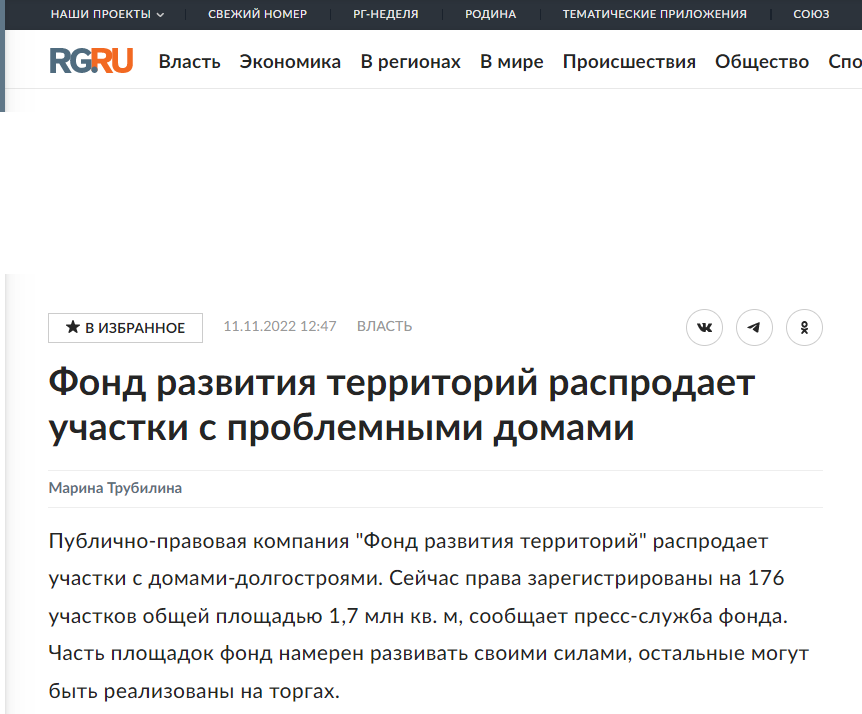 НАШИ ПРОЕКТЫ СВЕЖИЙ НОМЕР РГ-НЕДЕЛЯ РОДИНА ТЕМАТИЧЕСКИЕ ПРИЛОЖЕНИЯ СОЮЗ
RG.RU Власть Экономика В регионах В мире Происшествия Общество Спо
В ИЗБРАННОЕ 11.11.2022 12:47 ВЛАСТЬ
Фонд развития территорий распродает
участки с проблемными домами
Марина Трубилина
Публично-правовая компания "Фонд развития территорий" распродает
участки с домами-долгостроями. Сейчас права зарегистрированы на 176
участков общей площадью 1,7 млн кв. м, сообщает пресс-служба фонда.
Часть площадок фонд намерен развивать своими силами, остальные могут
быть реализованы на торгах.